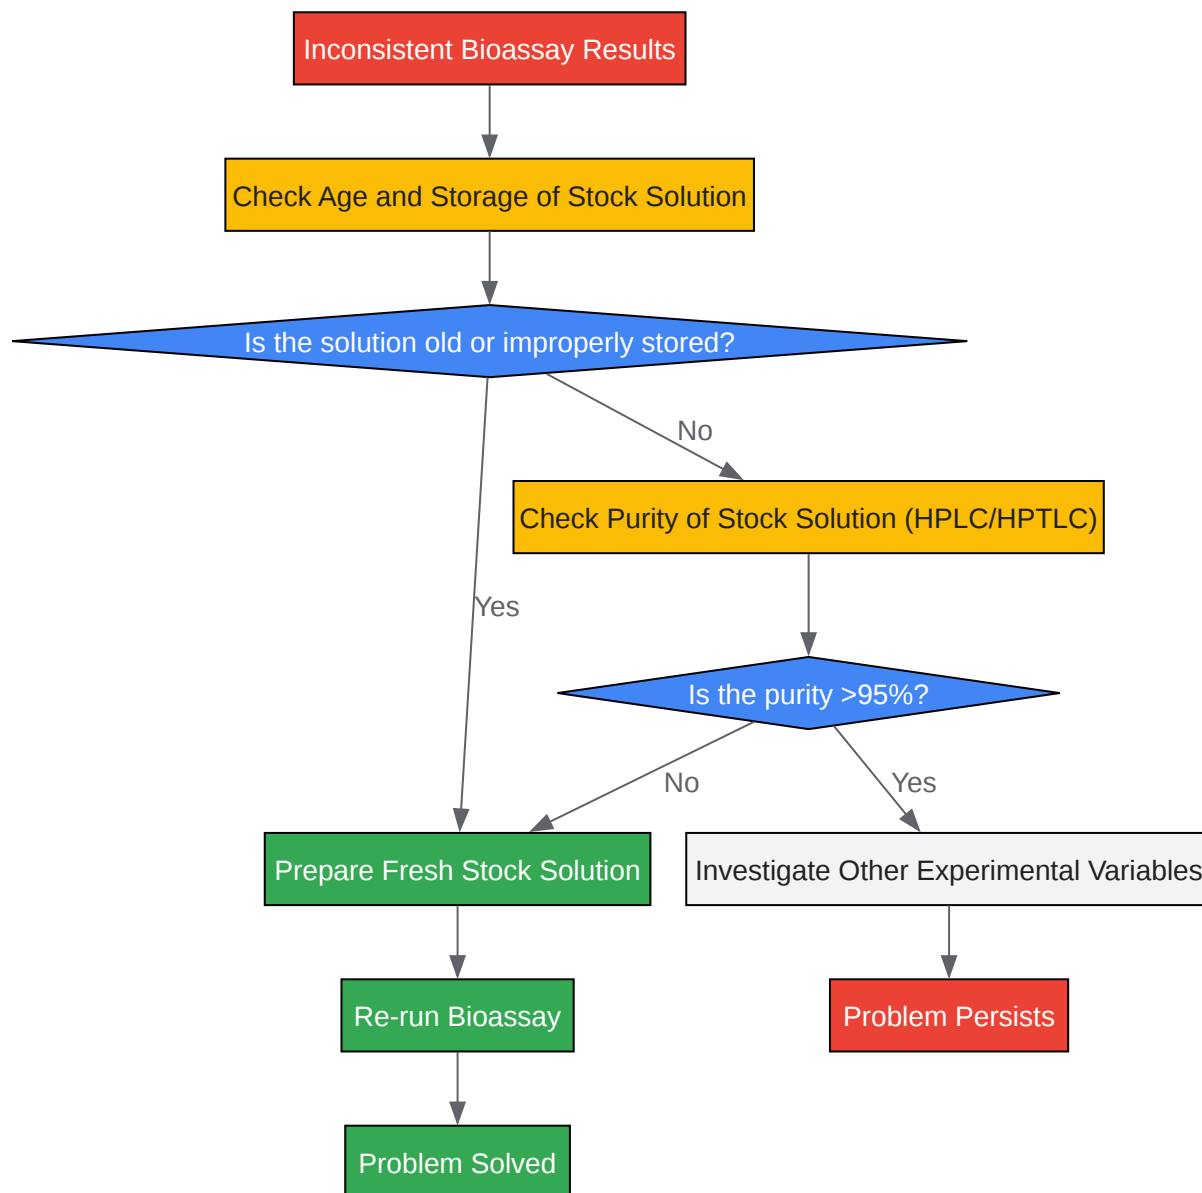 Inconsistent Bioassay Results
Check Age and Storage of Stock Solution
Is the solution old or improperly stored?
No
Check Purity of Stock Solution (HPLC/HPTLC)
Yes
Is the purity >95%?
No
Yes
Prepare Fresh Stock Solution
Investigate Other Experimental Variables
Re-run Bioassay
Problem Persists
Problem Solved